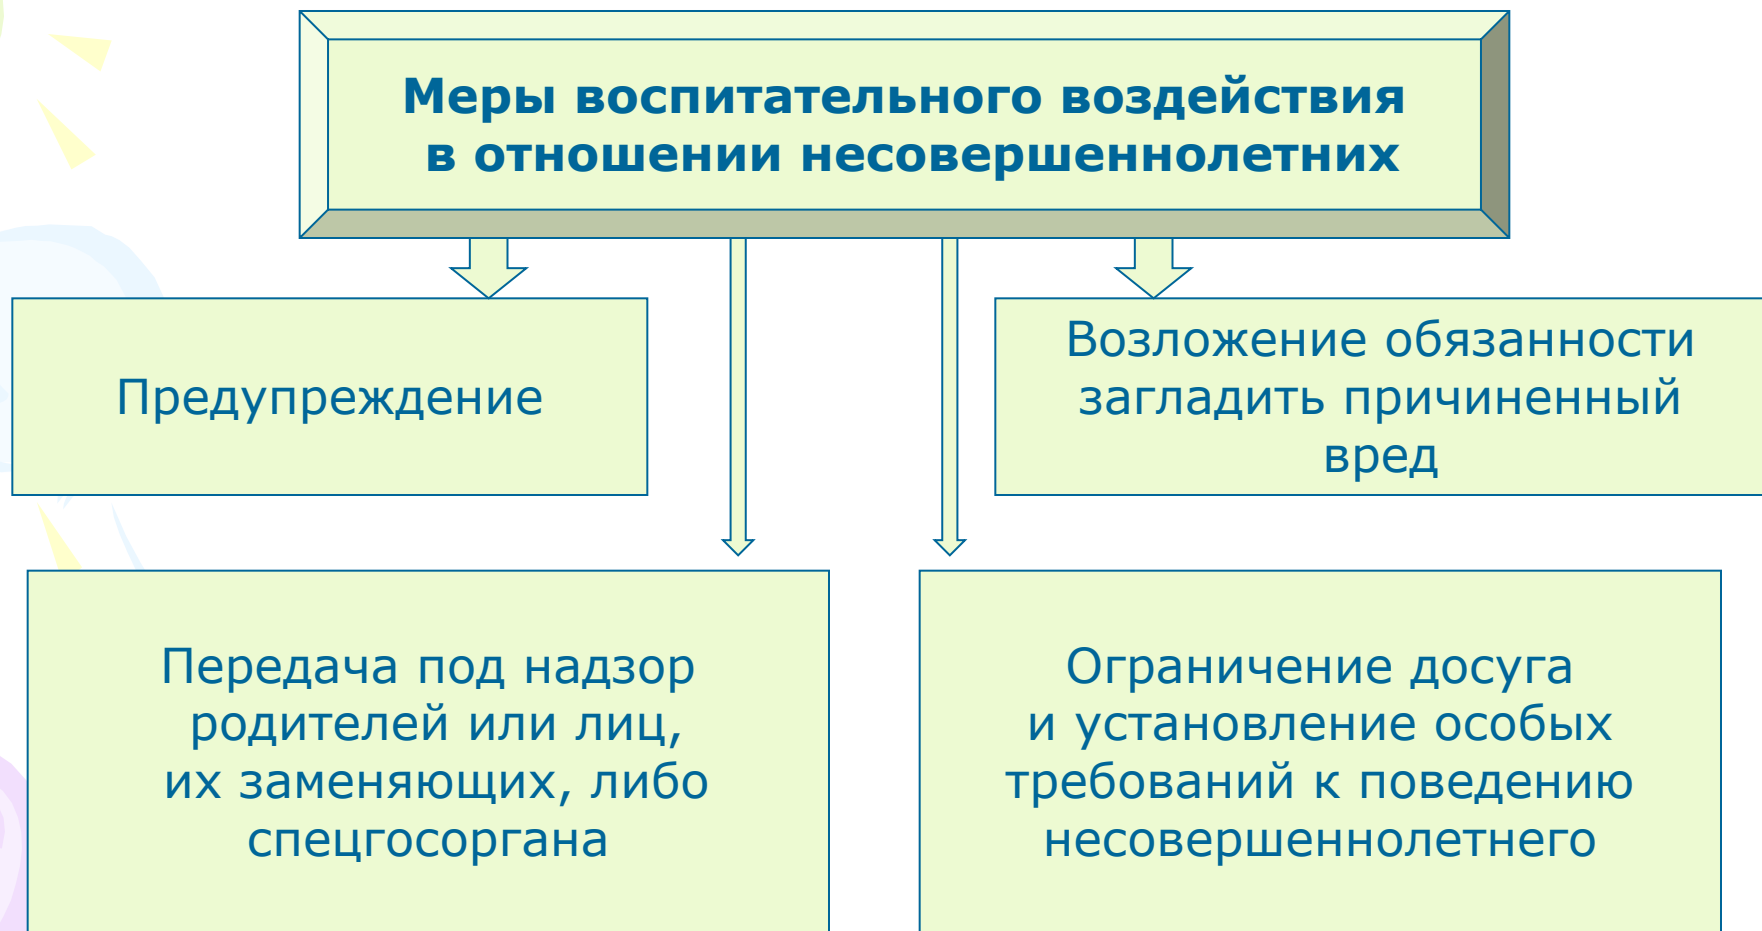 Меры воспитательного воздействия
в отношении несовершеннолетних
Предупреждение
Возложение обязанности
загладить причиненный
вред
Передача под надзор
родителей или лиц,
их заменяющих, либо
спецгосоргана
Ограничение досуга
и установление особых
требований к поведению
несовершеннолетнего